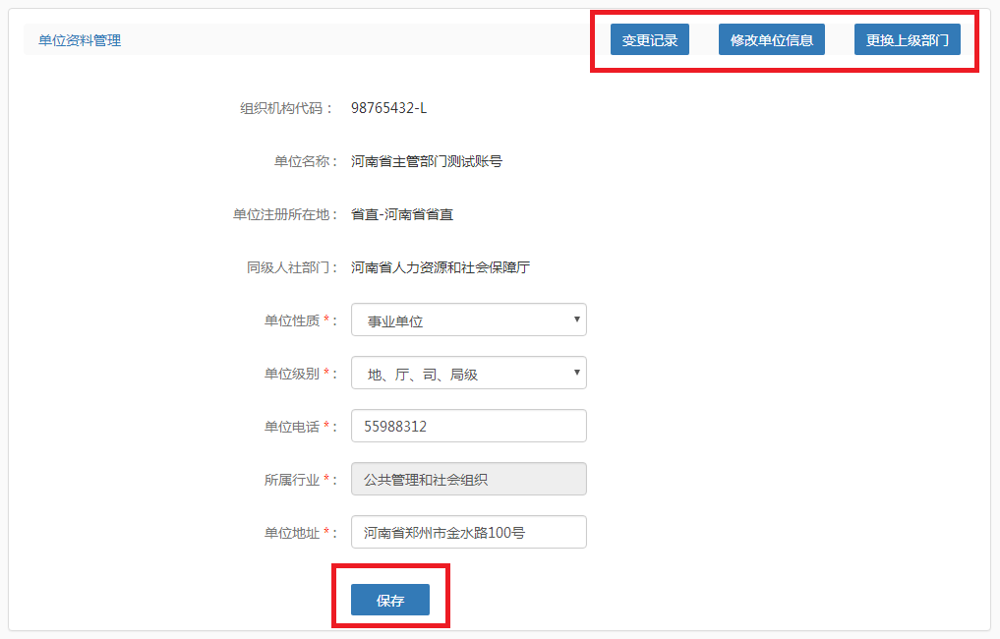 单位资料管理 变更记录 修改单位信息 更换上级部门
组织机构代码： 98765432-L
单位名称： 河南省主管部门测试账号
单位注册所在地： 省直-河南省省直
同级人社部门： 河南省人力资源和社会保障厅
单位性质*： 事业单位
单位级别*： 地、厅、司、局级
单位电话*： 55988312
所属行业*： 公共管理和社会组织
单位地址*： 河南省郑州市金水路100号
保存